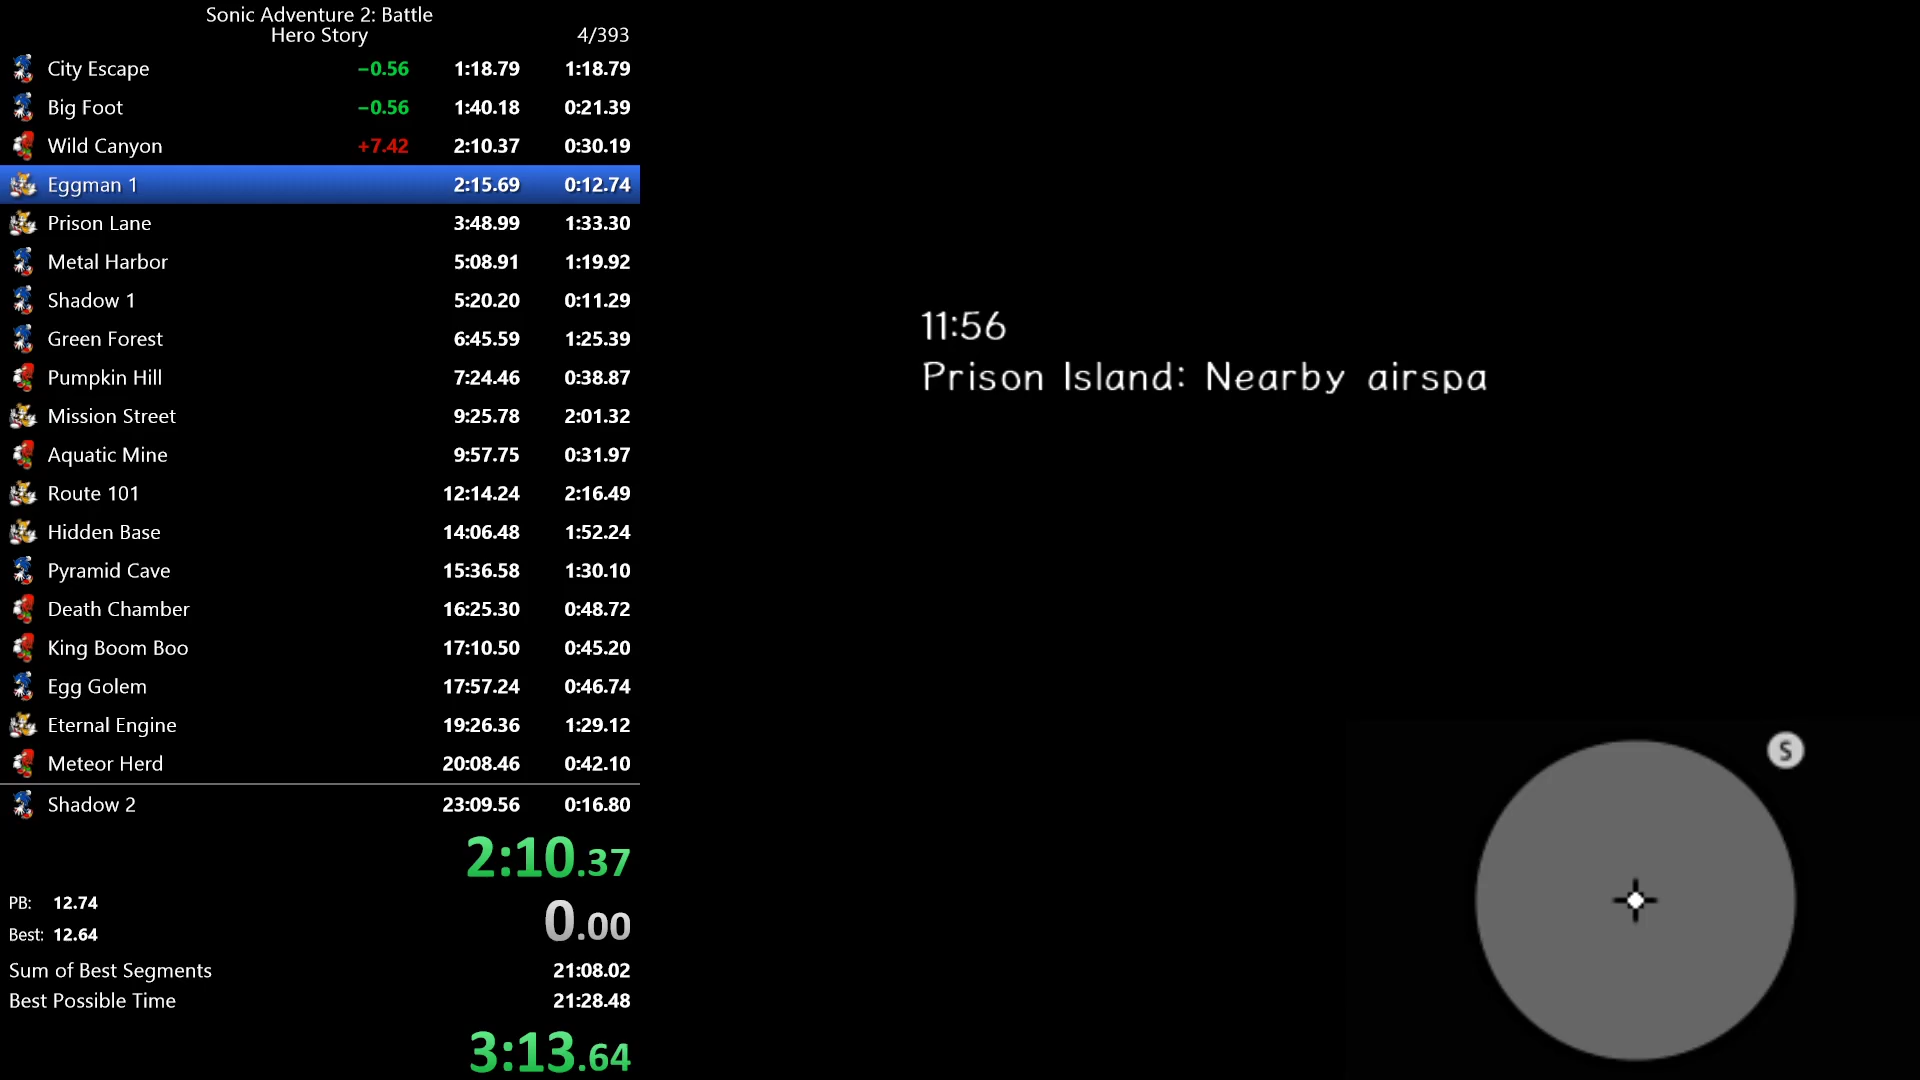 Sonic Adventure 2: Battle
Hero Story 4/393
City Escape −0.56 1:18.79 1:18.79
Big Foot −0.56 1:40.18 0:21.39
Wild Canyon +7.42 2:10.37 0:30.19
Eggman 1 2:15.69 0:12.74
Prison Lane 3:48.99 1:33.30
Metal Harbor 5:08.91 1:19.92
Shadow 1 5:20.20 0:11.29
Green Forest 6:45.59 1:25.39
Pumpkin Hill 7:24.46 0:38.87
Mission Street 9:25.78 2:01.32
Aquatic Mine 9:57.75 0:31.97
Route 101 12:14.24 2:16.49
Hidden Base 14:06.48 1:52.24
Pyramid Cave 15:36.58 1:30.10
Death Chamber 16:25.30 0:48.72
King Boom Boo 17:10.50 0:45.20
Egg Golem 17:57.24 0:46.74
Eternal Engine 19:26.36 1:29.12
Meteor Herd 20:08.46 0:42.10
Shadow 2 23:09.56 0:16.80
2:10.37
PB: 12.74
Best: 12.64
0.00
Sum of Best Segments 21:08.02
Best Possible Time 21:28.48
3:13.64
11:56
Prison Island: Nearby airspa
S